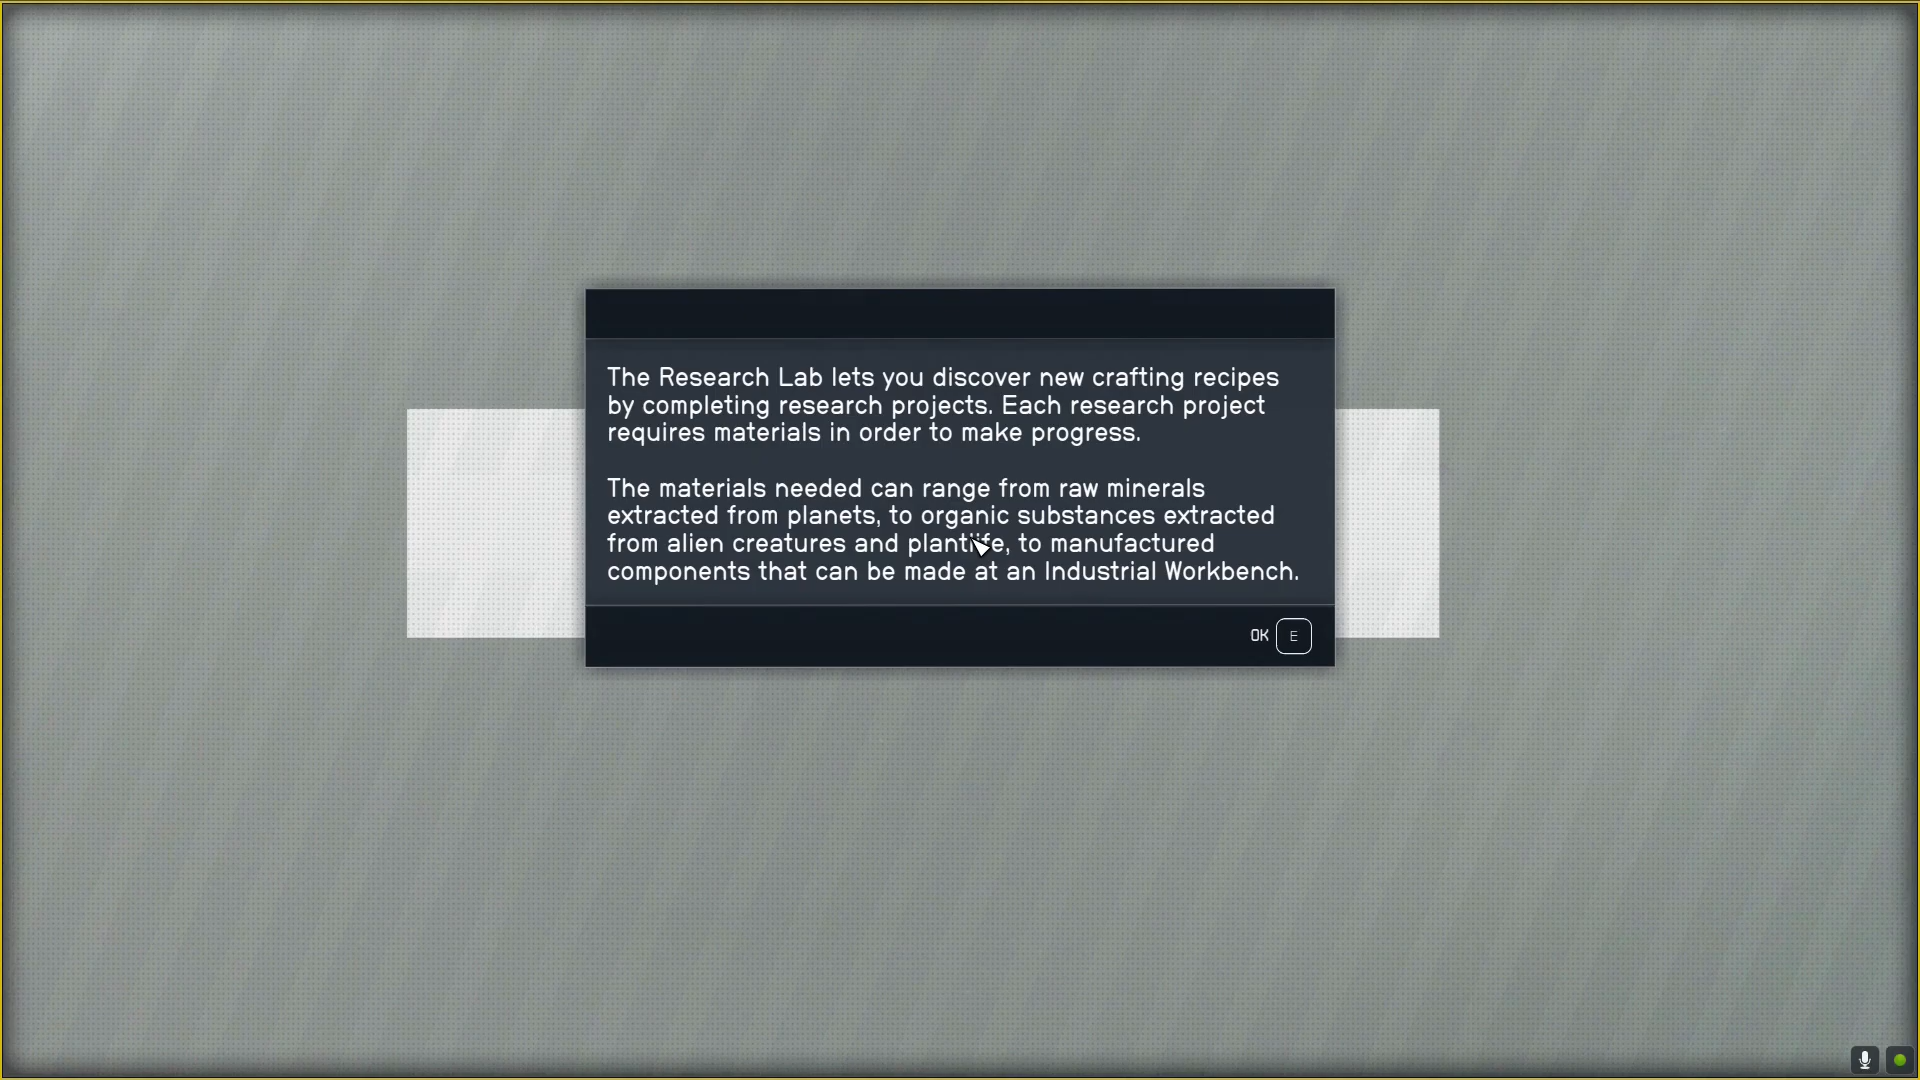 The Research Lab lets you discover new crafting recipes
by completing research projects. Each research project
requires materials in order to make progress.
The materials needed can range from raw minerals
extracted from planets, to organic substances extracted
from alien creatures and plantlife, to manufactured
components that can be made at an Industrial Workbench.
OK E